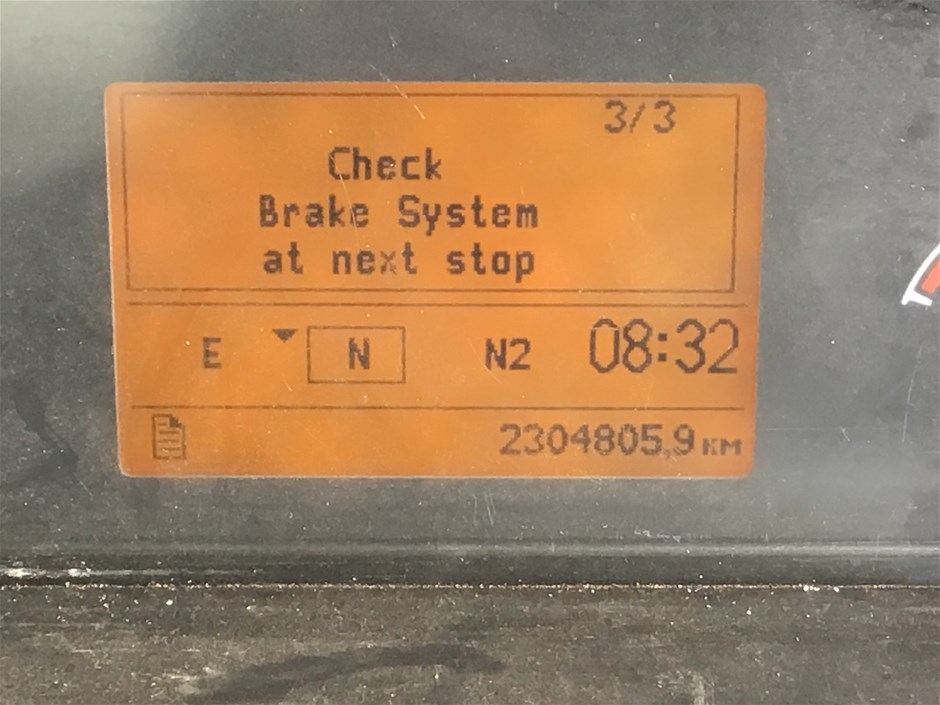 3/3
Check
Brake System
at next stop
E N N2 08:32
2304805,9 KM